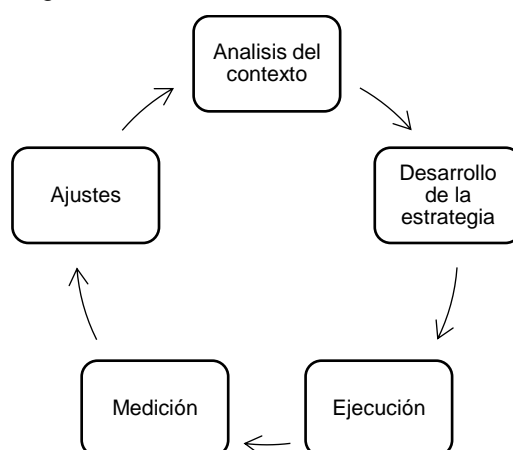 Analisis del
contexto
Desarrollo
de la
estrategia
Ejecución
Medición
Ajustes